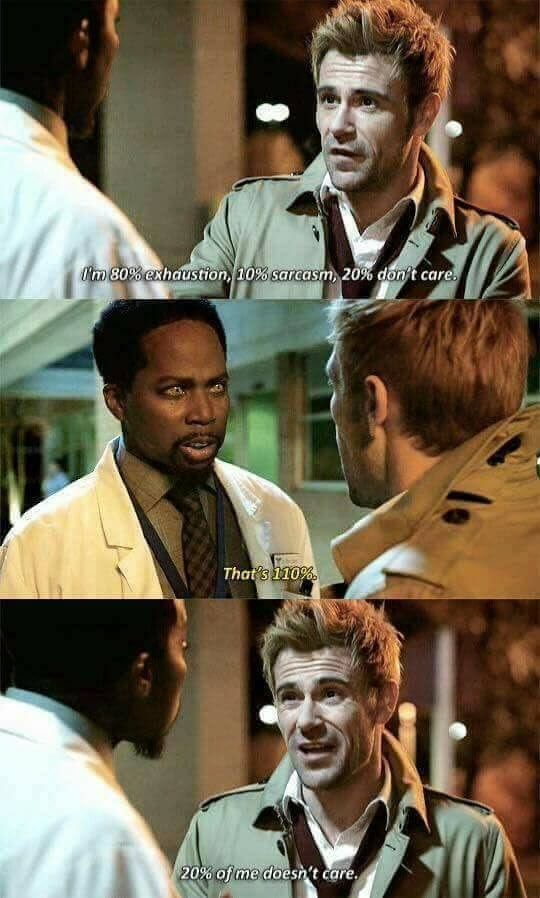 I'm 80% exhaustion, 10% sarcasm, 20% don't care.
That's 110%.
20% of me doesn't care.